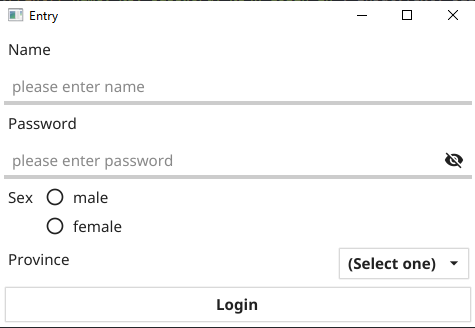 Entry
Name
please enter name
Password
please enter password
Sex male
female
Province (Select one)
Login